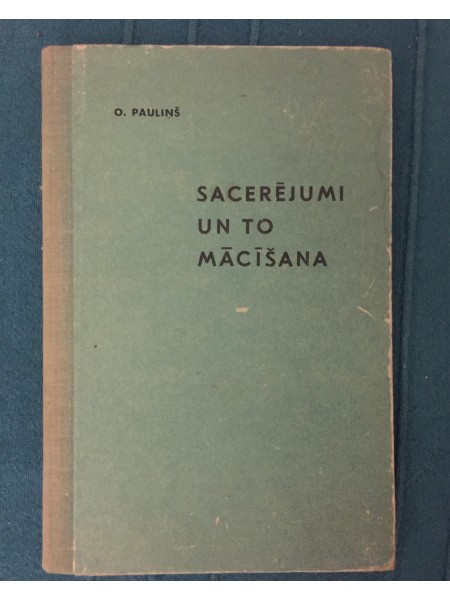 O. PAULIŅŠ
SACERĒJUMI
UN TO
MĀCĪŠANA